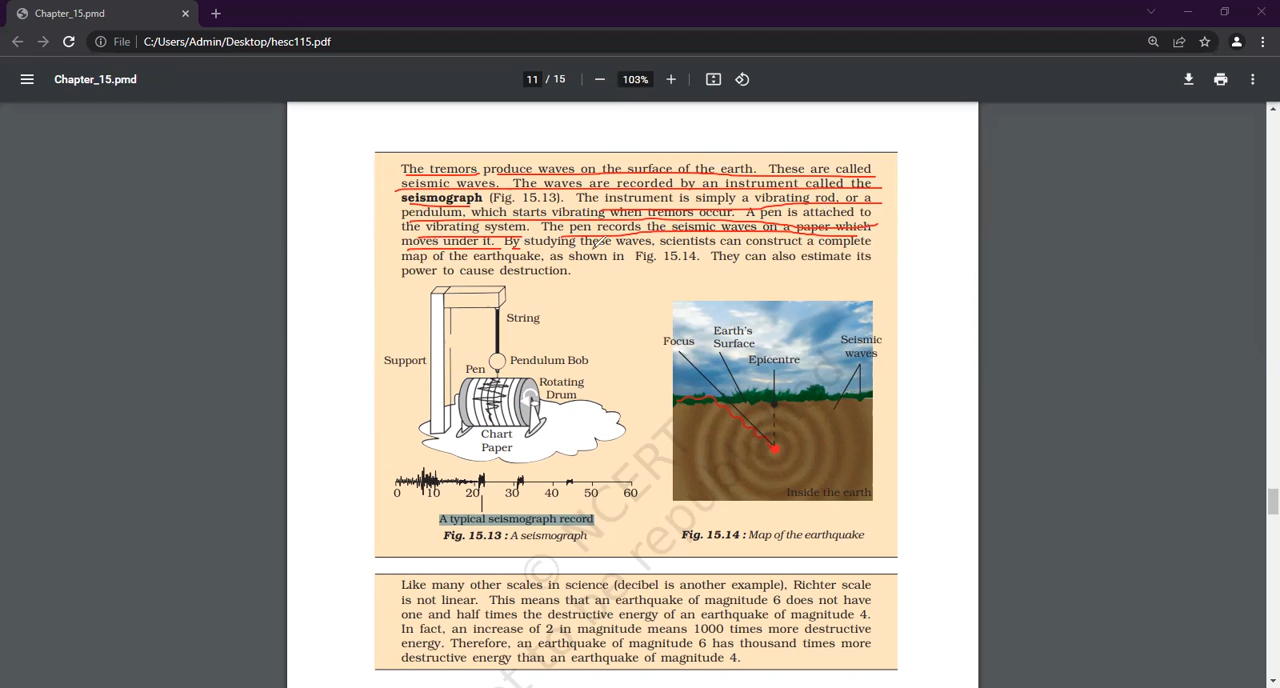 Chapter_15.pmd
File C:/Users/Admin/Desktop/hesc115.pdf
Chapter_15.pmd
11 / 15
103%
The tremors produce waves on the surface of the earth. These are called
seismic waves. The waves are recorded by an instrument called the
seismograph (Fig. 15.13). The instrument is simply a vibrating rod, or a
pendulum, which starts vibrating when tremors occur. A pen is attached to
the vibrating system. The pen records the seismic waves on a paper which
moves under it. By studying these waves, scientists can construct a complete
map of the earthquake, as shown in Fig. 15.14. They can also estimate its
power to cause destruction.
String
Support
Pendulum Bob
Pen
Rotating
Drum
Chart
Paper
0 10 20 30 40 50 60
A typical seismograph record
Fig. 15.13 : A seismograph
Focus
Earth's
Surface
Epicentre
Seismic
waves
Inside the earth
Fig. 15.14 : Map of the earthquake
© NCERT
not to be republished
Like many other scales in science (decibel is another example), Richter scale
is not linear. This means that an earthquake of magnitude 6 does not have
one and half times the destructive energy of an earthquake of magnitude 4.
In fact, an increase of 2 in magnitude means 1000 times more destructive
energy. Therefore, an earthquake of magnitude 6 has thousand times more
destructive energy than an earthquake of magnitude 4.